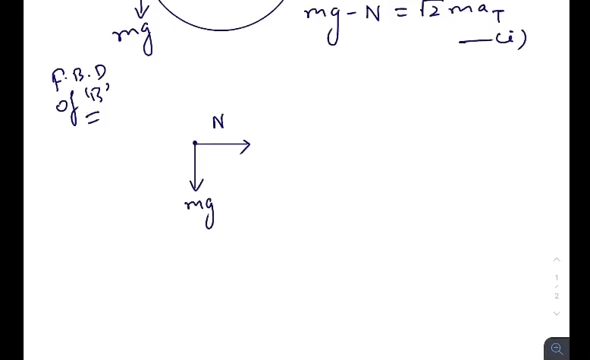 mg
mg - N = √2 ma_T
—(i)
F.B.D
of 'B'
N
mg
1
/
2